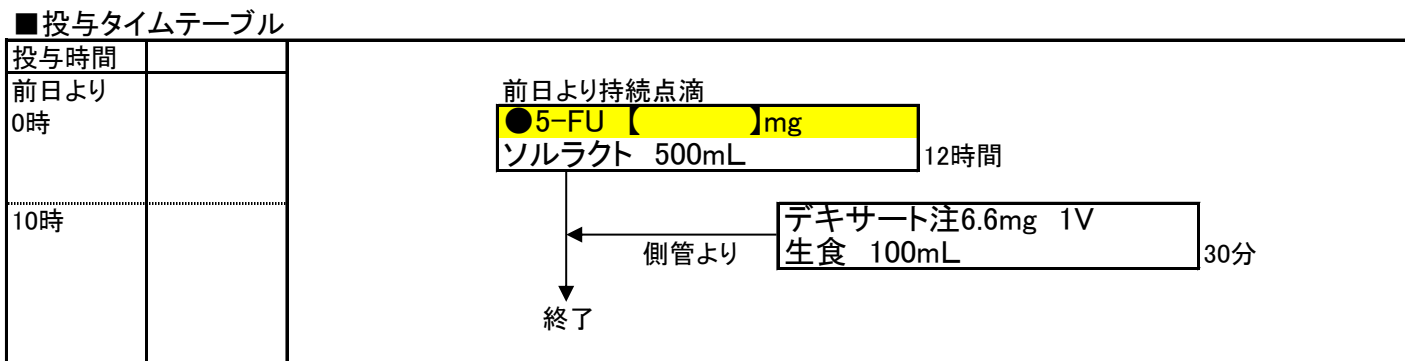 ■投与タイムテーブル
投与時間
前日より
0時
前日より持続点滴
●5-FU 【　　　】mg
ソルラクト 500mL
12時間
10時
デキサート注6.6mg 1V
生食 100mL
30分
側管より
終了